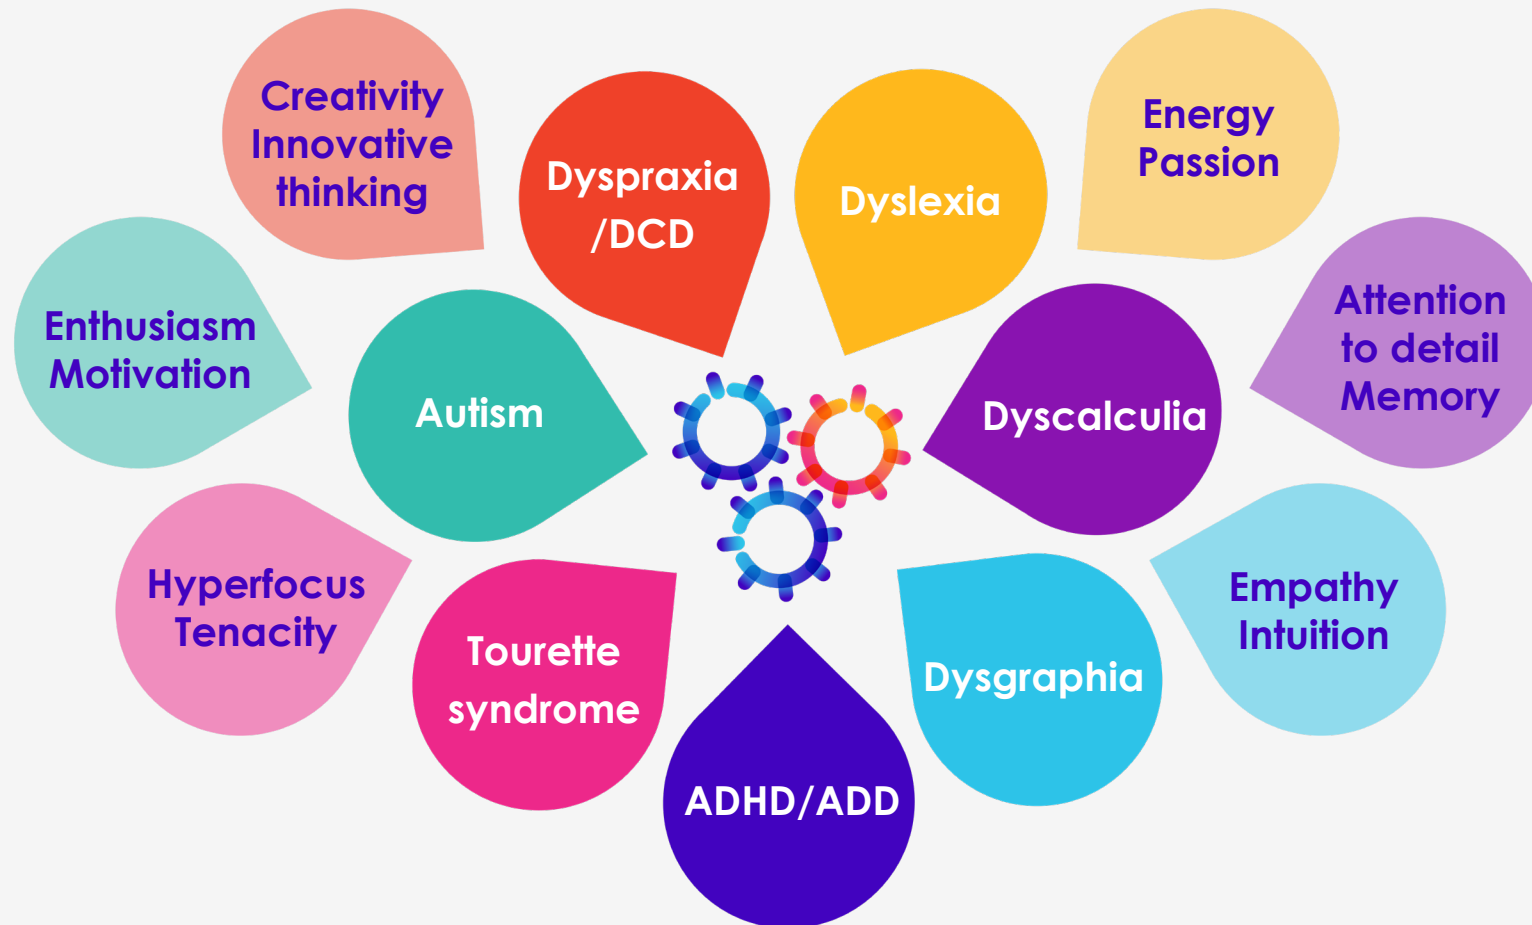 Creativity
Innovative
thinking
Dyspraxia
/DCD
Dyslexia
Energy
Passion
Enthusiasm
Motivation
Autism
Dyscalculia
Attention
to detail
Memory
Hyperfocus
Tenacity
Tourette
syndrome
ADHD/ADD
Dysgraphia
Empathy
Intuition